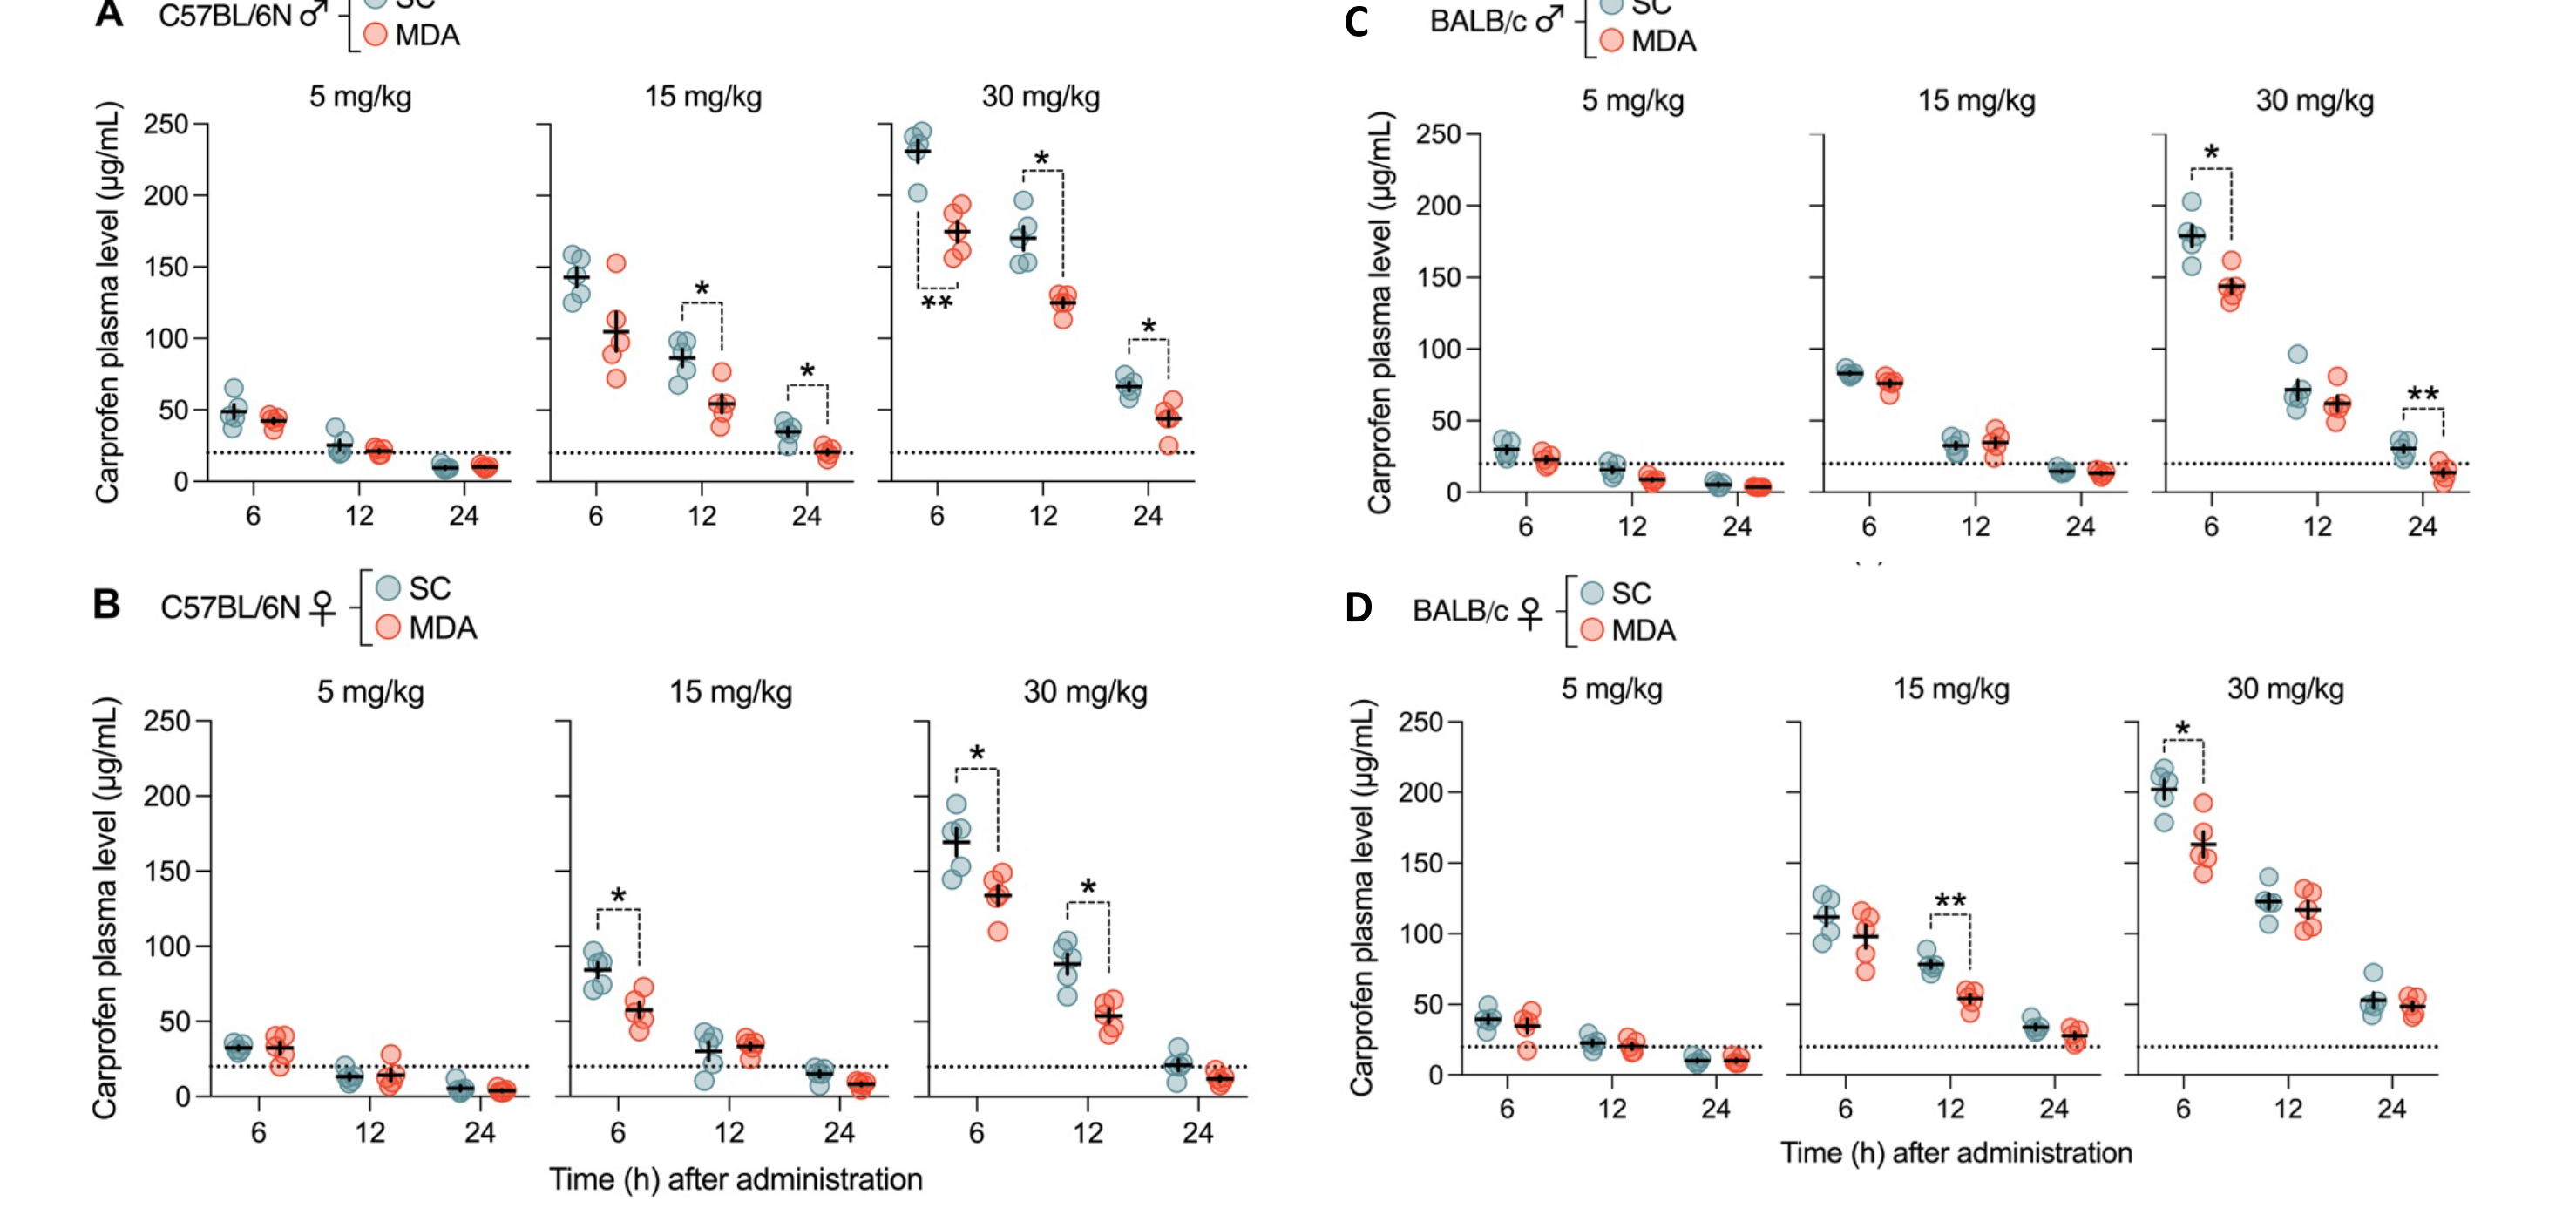 A C57BL/6N ♂ SC
MDA
5 mg/kg 15 mg/kg 30 mg/kg
Carprofen plasma level (µg/mL)
250
200
150
100
50
0
* * ** * *
6 12 24 6 12 24 6 12 24
B C57BL/6N ♀ SC
MDA
5 mg/kg 15 mg/kg 30 mg/kg
Carprofen plasma level (µg/mL)
250
200
150
100
50
0
* * *
6 12 24 6 12 24 6 12 24
Time (h) after administration
C BALB/c ♂ SC
MDA
5 mg/kg 15 mg/kg 30 mg/kg
Carprofen plasma level (µg/mL)
250
200
150
100
50
0
* **
6 12 24 6 12 24 6 12 24
D BALB/c ♀ SC
MDA
5 mg/kg 15 mg/kg 30 mg/kg
Carprofen plasma level (µg/mL)
250
200
150
100
50
0
** *
6 12 24 6 12 24 6 12 24
Time (h) after administration